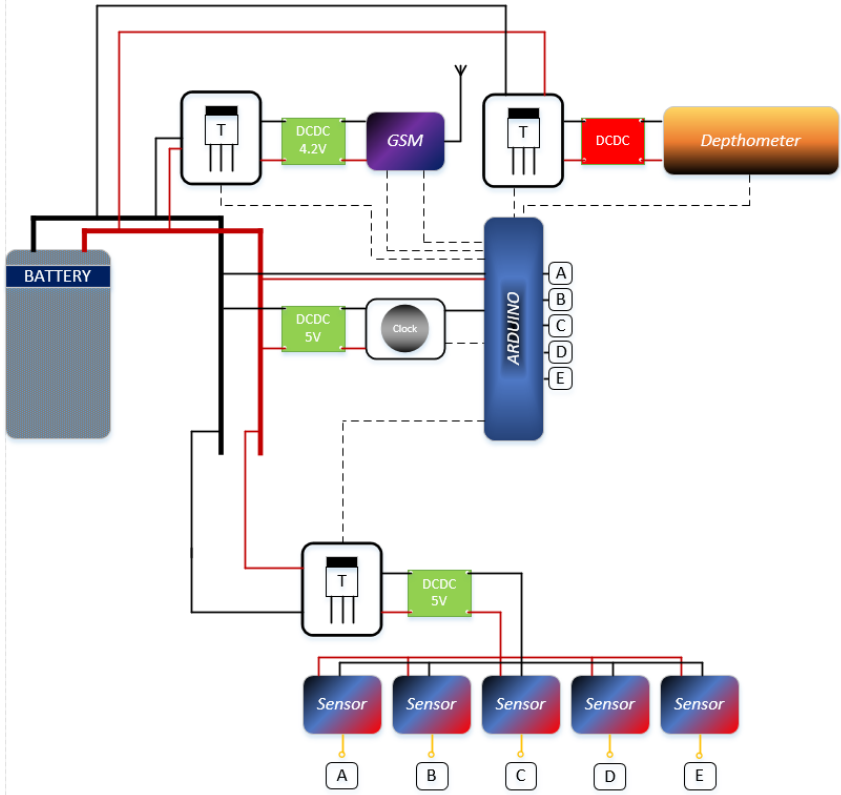 T
DCDC
4.2V
GSM
T
DCDC
Depthometer
BATTERY
DCDC
5V
Clock
ARDUINO
A
B
C
D
E
T
DCDC
5V
Sensor
Sensor
Sensor
Sensor
Sensor
A
B
C
D
E